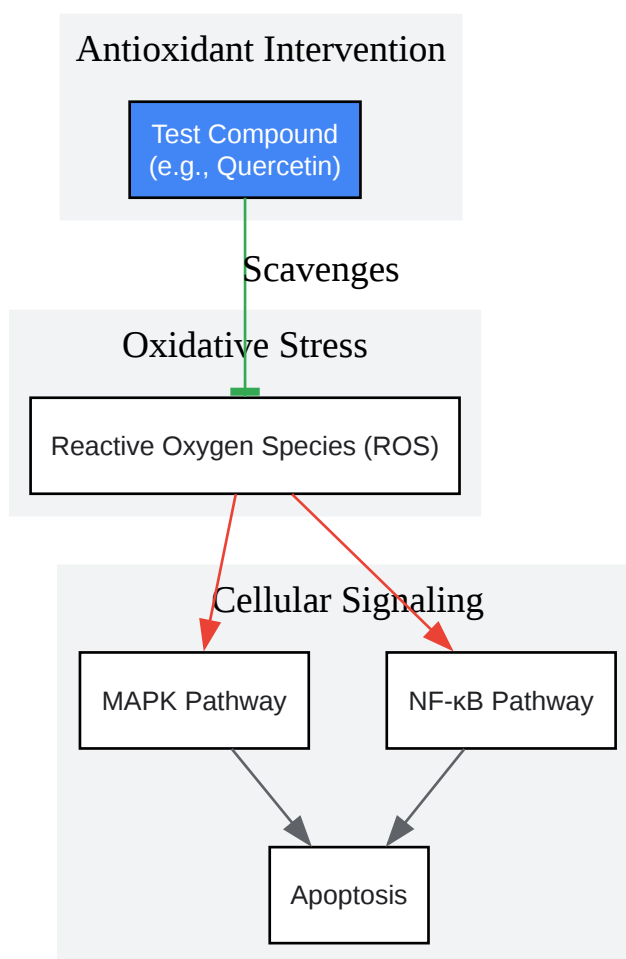 Antioxidant Intervention
Test Compound
(e.g., Quercetin)
Scavenges
Oxidative Stress
Reactive Oxygen Species (ROS)
Cellular Signaling
MAPK Pathway
NF-κB Pathway
Apoptosis